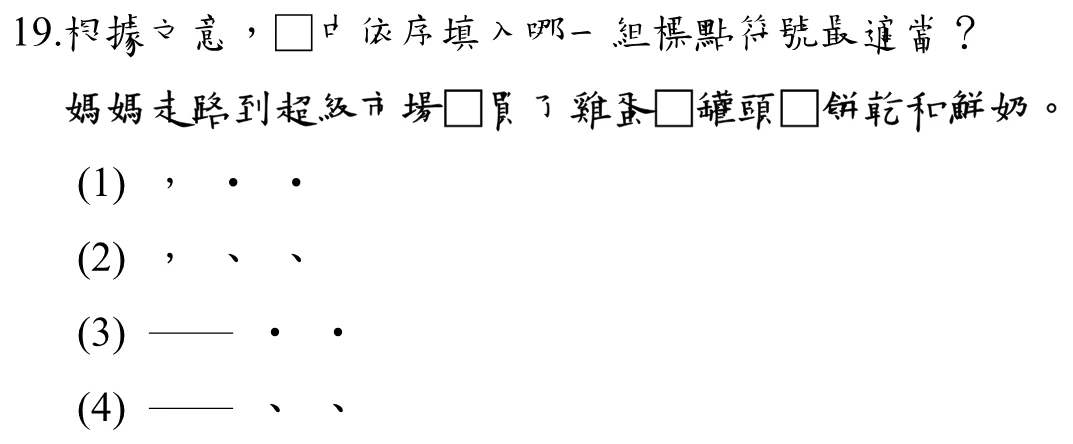 19.根據文意，□中依序填入哪一組標點符號最適當？
媽媽走路到超級市場□買了雞蛋□罐頭□餅乾和鮮奶。
(1) ， ‧ ‧
(2) ， 、 、
(3) —— ‧ ‧
(4) —— 、 、